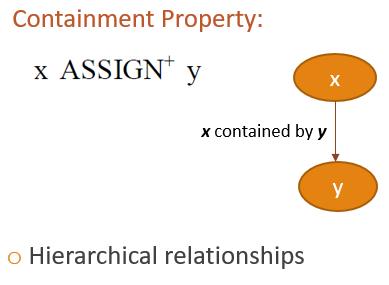 Containment Property:
x ASSIGN⁺ y
x
x contained by y
y
o Hierarchical relationships